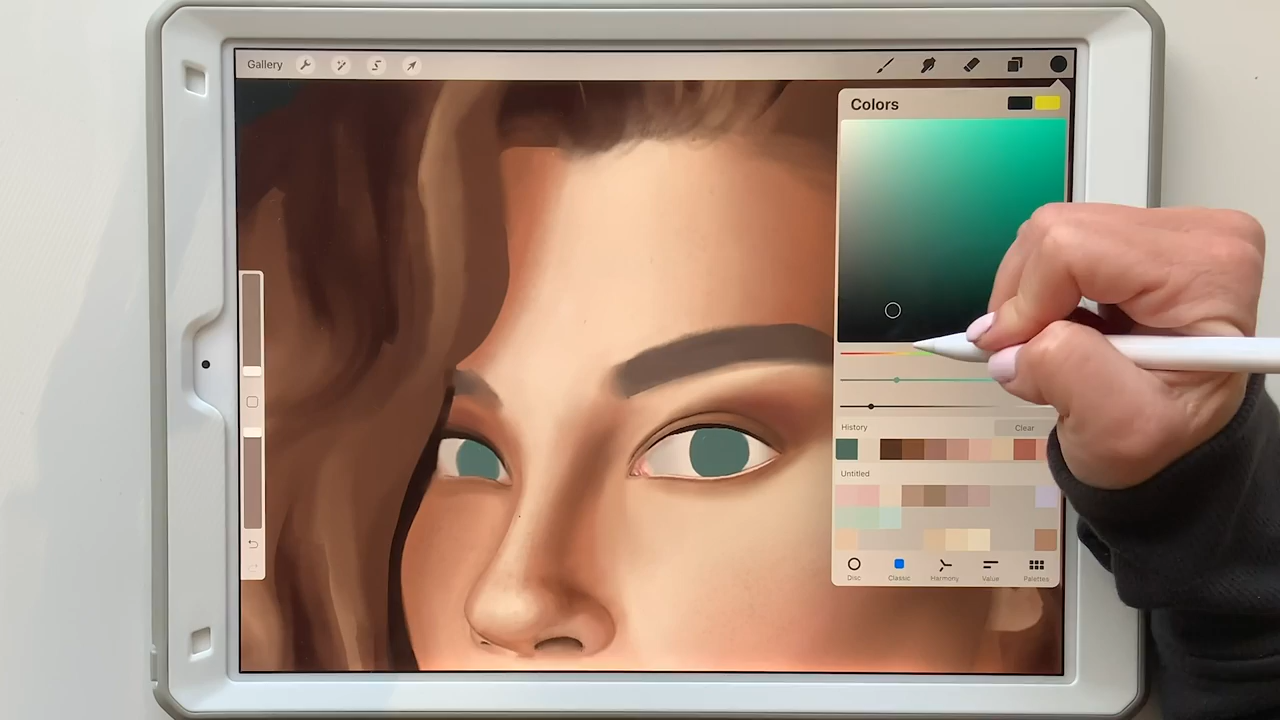 Gallery
Colors
History Clear
Untitled
Disc Classic Harmony Value Palettes